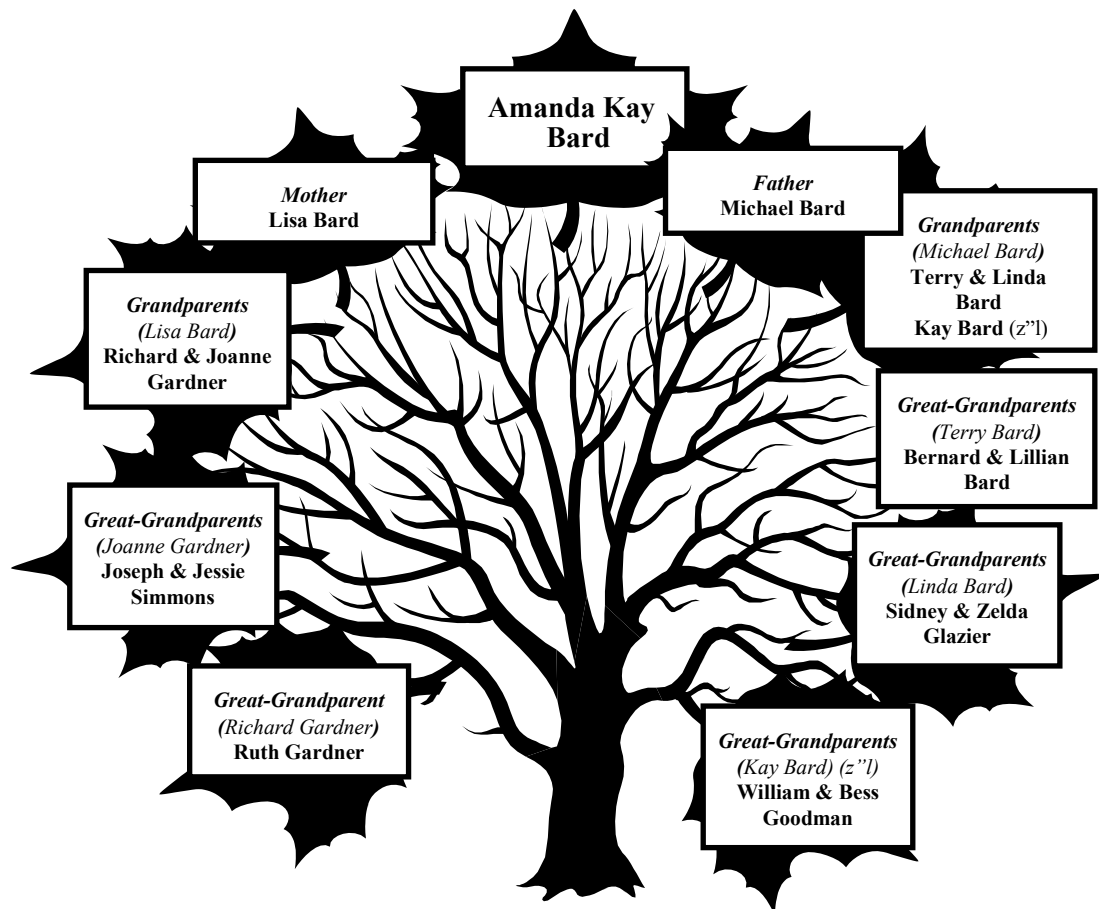 Amanda Kay
Bard
Mother
Lisa Bard
Father
Michael Bard
Grandparents
(Michael Bard)
Terry & Linda
Bard
Kay Bard (z”l)
Grandparents
(Lisa Bard)
Richard & Joanne
Gardner
Great-Grandparents
(Terry Bard)
Bernard & Lillian
Bard
Great-Grandparents
(Joanne Gardner)
Joseph & Jessie
Simmons
Great-Grandparents
(Linda Bard)
Sidney & Zelda
Glazier
Great-Grandparent
(Richard Gardner)
Ruth Gardner
Great-Grandparents
(Kay Bard) (z”l)
William & Bess
Goodman